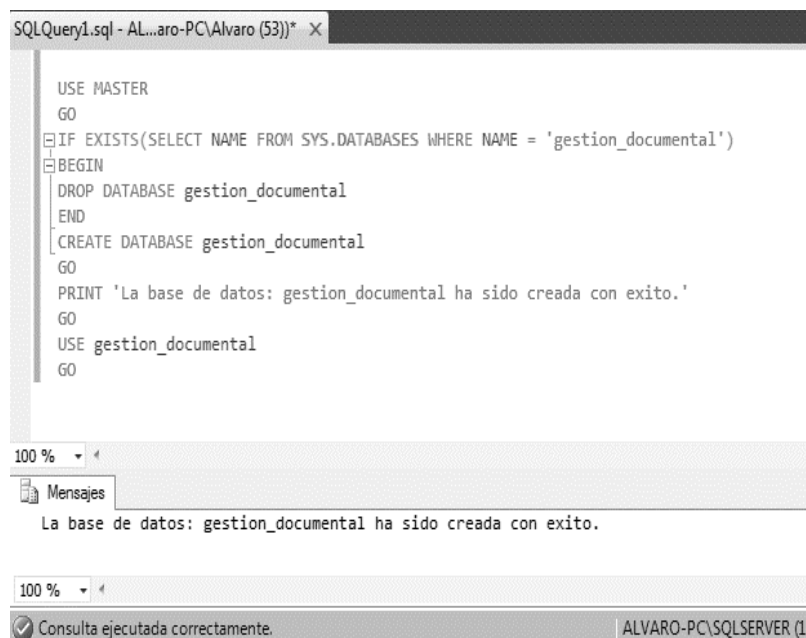 SQLQuery1.sql - AL...aro-PC\Alvaro (53))* ×
USE MASTER
GO
IF EXISTS(SELECT NAME FROM SYS.DATABASES WHERE NAME = 'gestion_documental')
BEGIN
DROP DATABASE gestion_documental
END
CREATE DATABASE gestion_documental
GO
PRINT 'La base de datos: gestion_documental ha sido creada con exito.'
GO
USE gestion_documental
GO
100 %
Mensajes
La base de datos: gestion_documental ha sido creada con exito.
100 %
Consulta ejecutada correctamente. ALVARO-PC\SQLSERVER (1